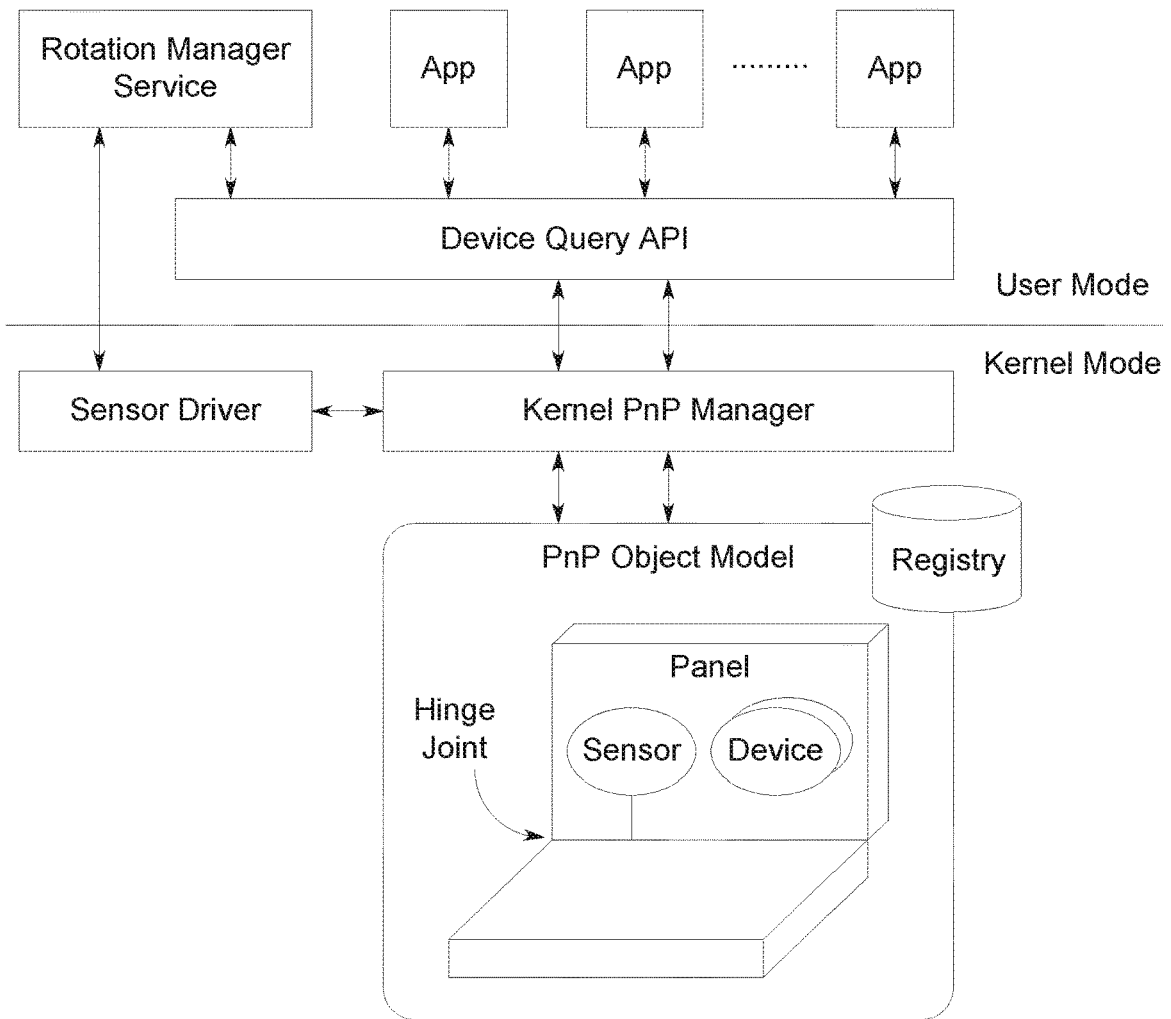 Rotation Manager
Service
App
App
.........
App
Device Query API
User Mode
Kernel Mode
Sensor Driver
Kernel PnP Manager
PnP Object Model
Registry
Panel
Hinge
Joint
Sensor
Device